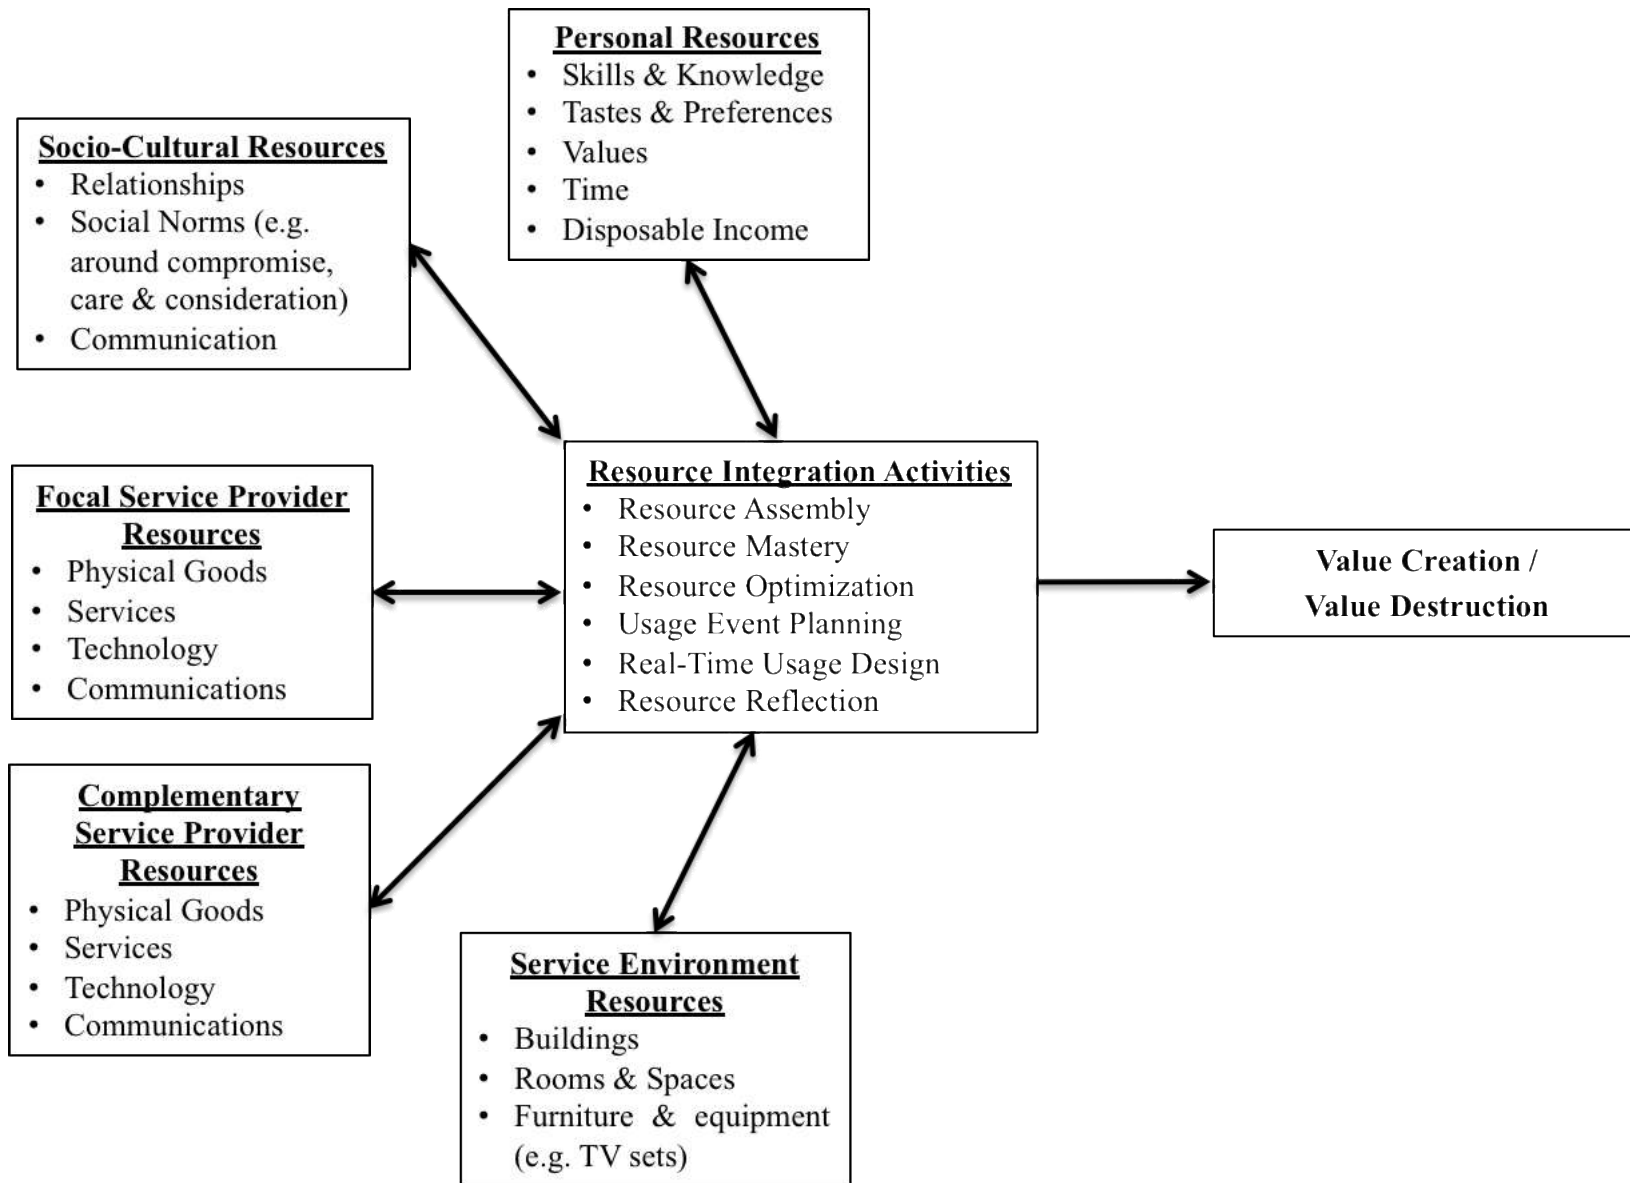 Personal Resources
• Skills & Knowledge
• Tastes & Preferences
• Values
• Time
• Disposable Income
Socio-Cultural Resources
• Relationships
• Social Norms (e.g.
around compromise,
care & consideration)
• Communication
Focal Service Provider
Resources
• Physical Goods
• Services
• Technology
• Communications
Resource Integration Activities
• Resource Assembly
• Resource Mastery
• Resource Optimization
• Usage Event Planning
• Real-Time Usage Design
• Resource Reflection
Value Creation /
Value Destruction
Complementary
Service Provider
Resources
• Physical Goods
• Services
• Technology
• Communications
Service Environment
Resources
• Buildings
• Rooms & Spaces
• Furniture & equipment
(e.g. TV sets)